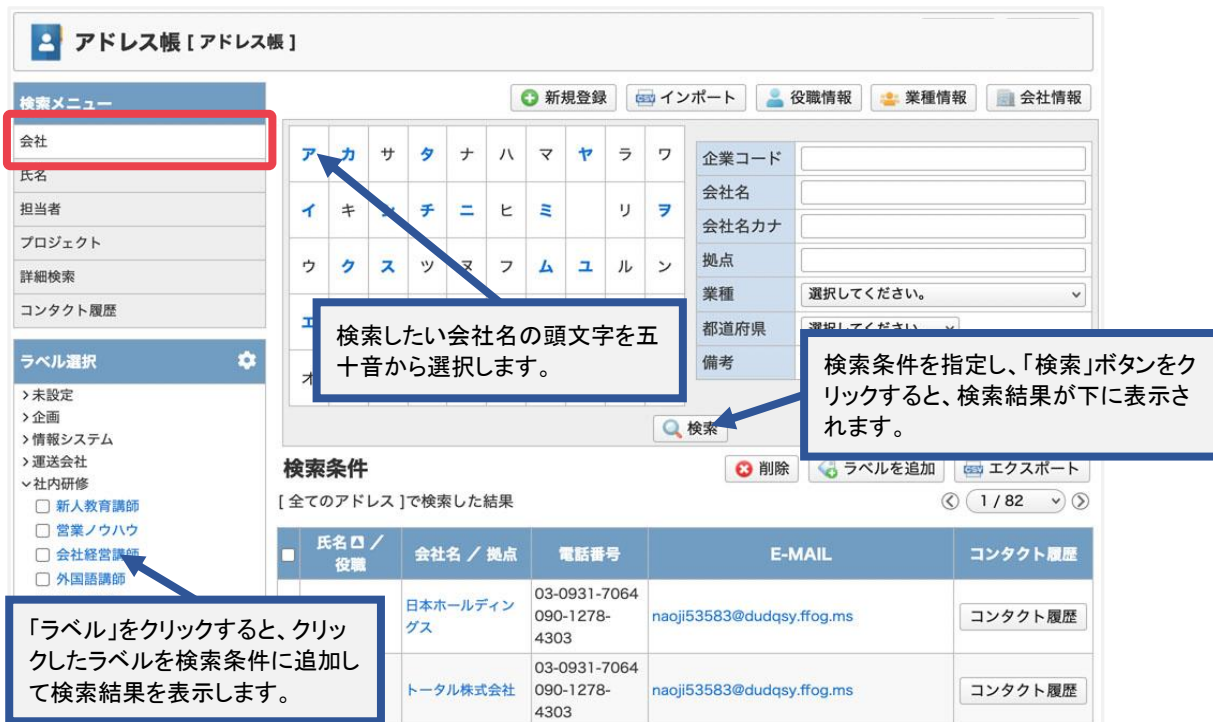 アドレス帳 [ アドレス帳 ]
新規登録 インポート 役職情報 業種情報 会社情報
検索メニュー
会社
氏名
担当者
プロジェクト
詳細検索
コンタクト履歴
ラベル選択
>未設定
>企画
>情報システム
>運送会社
社内研修
新人教育講師
営業ノウハウ
会社経営講師
外国語講師
「ラベル」をクリックすると、クリッ
クしたラベルを検索条件に追加し
て検索結果を表示します。
ア カ サ タ ナ ハ マ ヤ ラ ワ
イ キ シ チ ニ ヒ ミ リ ヲ
ウ ク ス ツ ヌ フ ム ユ ル ン
エ
オ
検索したい会社名の頭文字を五
十音から選択します。
企業コード
会社名
会社名カナ
拠点
業種 選択してください。
都道府県 選択してください
備考
検索条件を指定し、「検索」ボタンをク
リックすると、検索結果が下に表示さ
れます。
検索
検索条件
削除 ラベルを追加 エクスポート
[ 全てのアドレス ]で検索した結果
1 / 82
氏名 ／
役職
会社名 ／ 拠点 電話番号 E-MAIL コンタクト履歴
日本ホールディン
グス
03-0931-7064
090-1278-
4303
naoji53583@dudqsy.ffog.ms
コンタクト履歴
トータル株式会社
03-0931-7064
090-1278-
4303
naoji53583@dudqsy.ffog.ms
コンタクト履歴